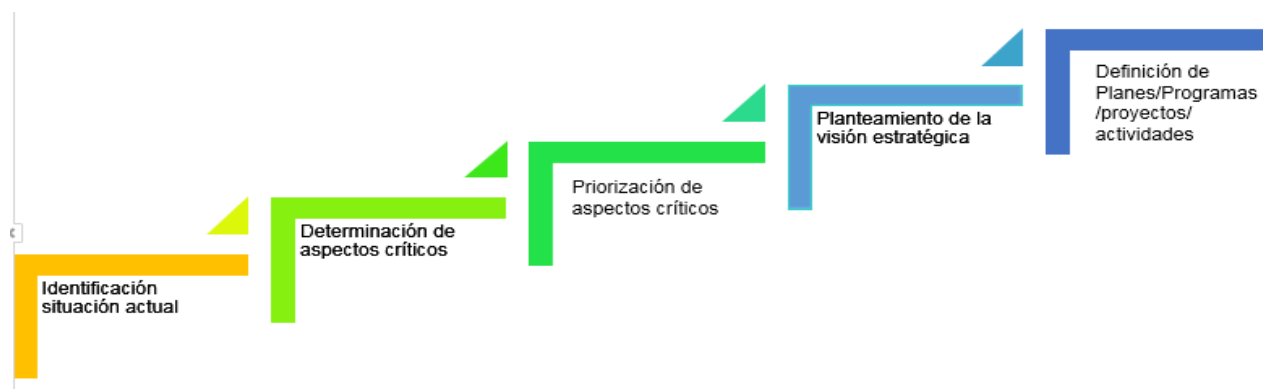 Identificación
situación actual
Determinación de
aspectos críticos
Priorización de
aspectos críticos
Planteamiento de la
visión estratégica
Definición de
Planes/Programas
/proyectos/
actividades